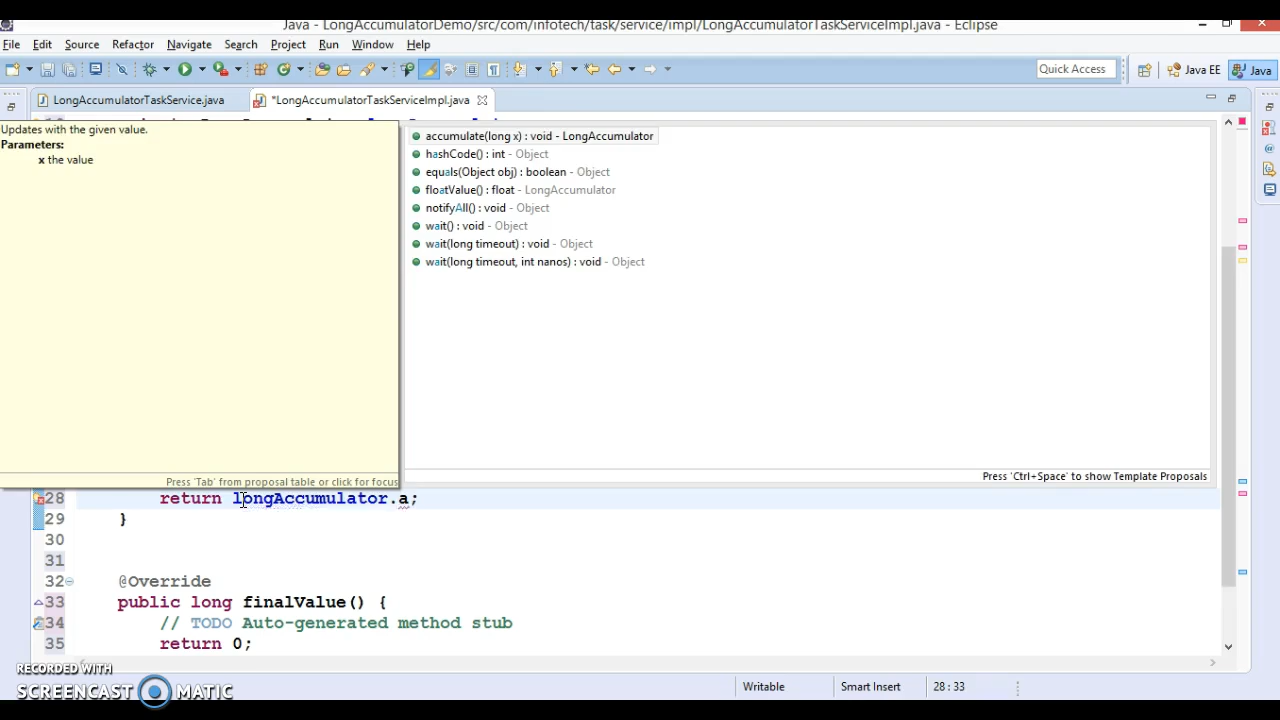 Java - LongAccumulatorDemo/src/com/infotech/task/service/impl/LongAccumulatorTaskServiceImpl.java - Eclipse
File Edit Source Refactor Navigate Search Project Run Window Help
Quick Access Java EE Java
LongAccumulatorTaskService.java *LongAccumulatorTaskServiceImpl.java
Updates with the given value.
Parameters:
x the value
Press 'Tab' from proposal table or click for focus
accumulate(long x) : void - LongAccumulator
hashCode() : int - Object
equals(Object obj) : boolean - Object
floatValue() : float - LongAccumulator
notifyAll() : void - Object
wait() : void - Object
wait(long timeout) : void - Object
wait(long timeout, int nanos) : void - Object
Press 'Ctrl+Space' to show Template Proposals
28 return longAccumulator.a;
29 }
30
31
32 @Override
33 public long finalValue() {
34 // TODO Auto-generated method stub
35 return 0;
RECORDED WITH
SCREENCAST MATIC
Writable Smart Insert 28 : 33